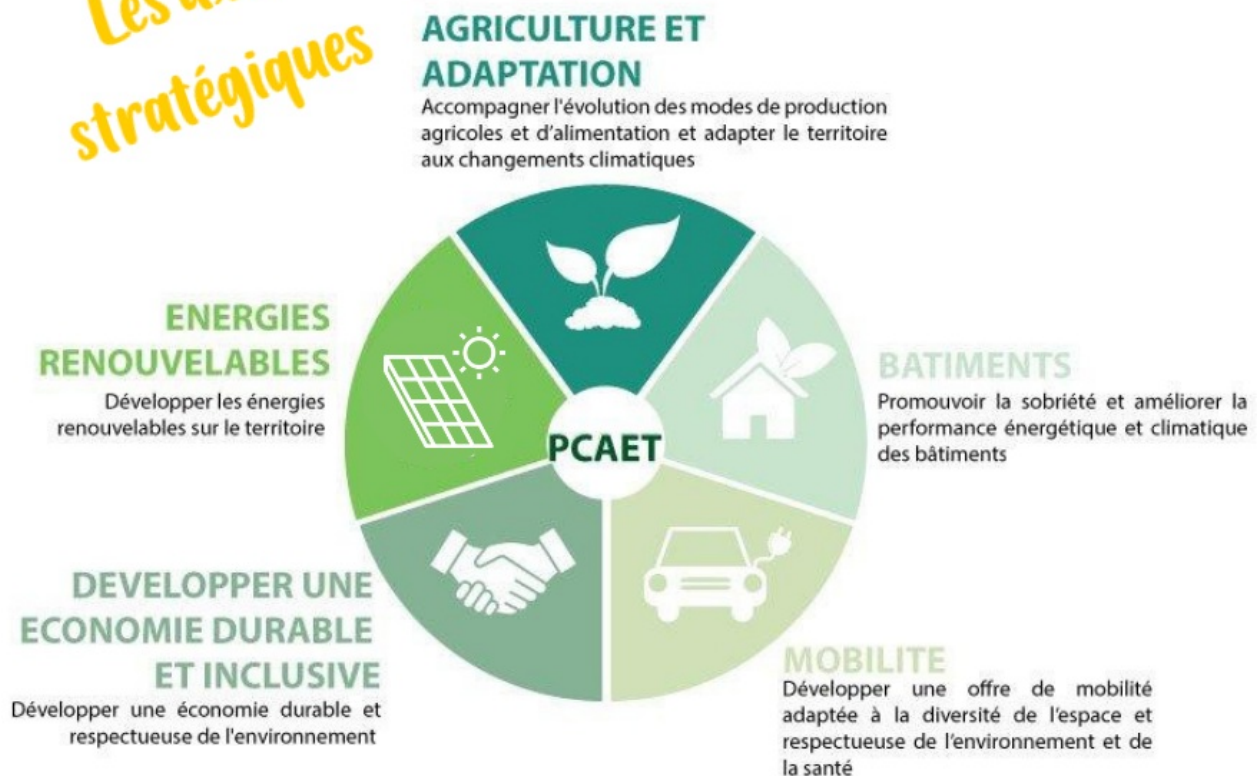 Les
stratégiques
AGRICULTURE ET
ADAPTATION
Accompagner l'évolution des modes de production
agricoles et d'alimentation et adapter le territoire
aux changements climatiques
ENERGIES
RENOUVELABLES
Développer les énergies
renouvelables sur le territoire
BATIMENTS
Promouvoir la sobriété et améliorer la
performance énergétique et climatique
des bâtiments
PCAET
DEVELOPPER UNE
ECONOMIE DURABLE
ET INCLUSIVE
Développer une économie durable et
respectueuse de l'environnement
MOBILITE
Développer une offre de mobilité
adaptée à la diversité de l'espace et
respectueuse de l'environnement et de
la santé